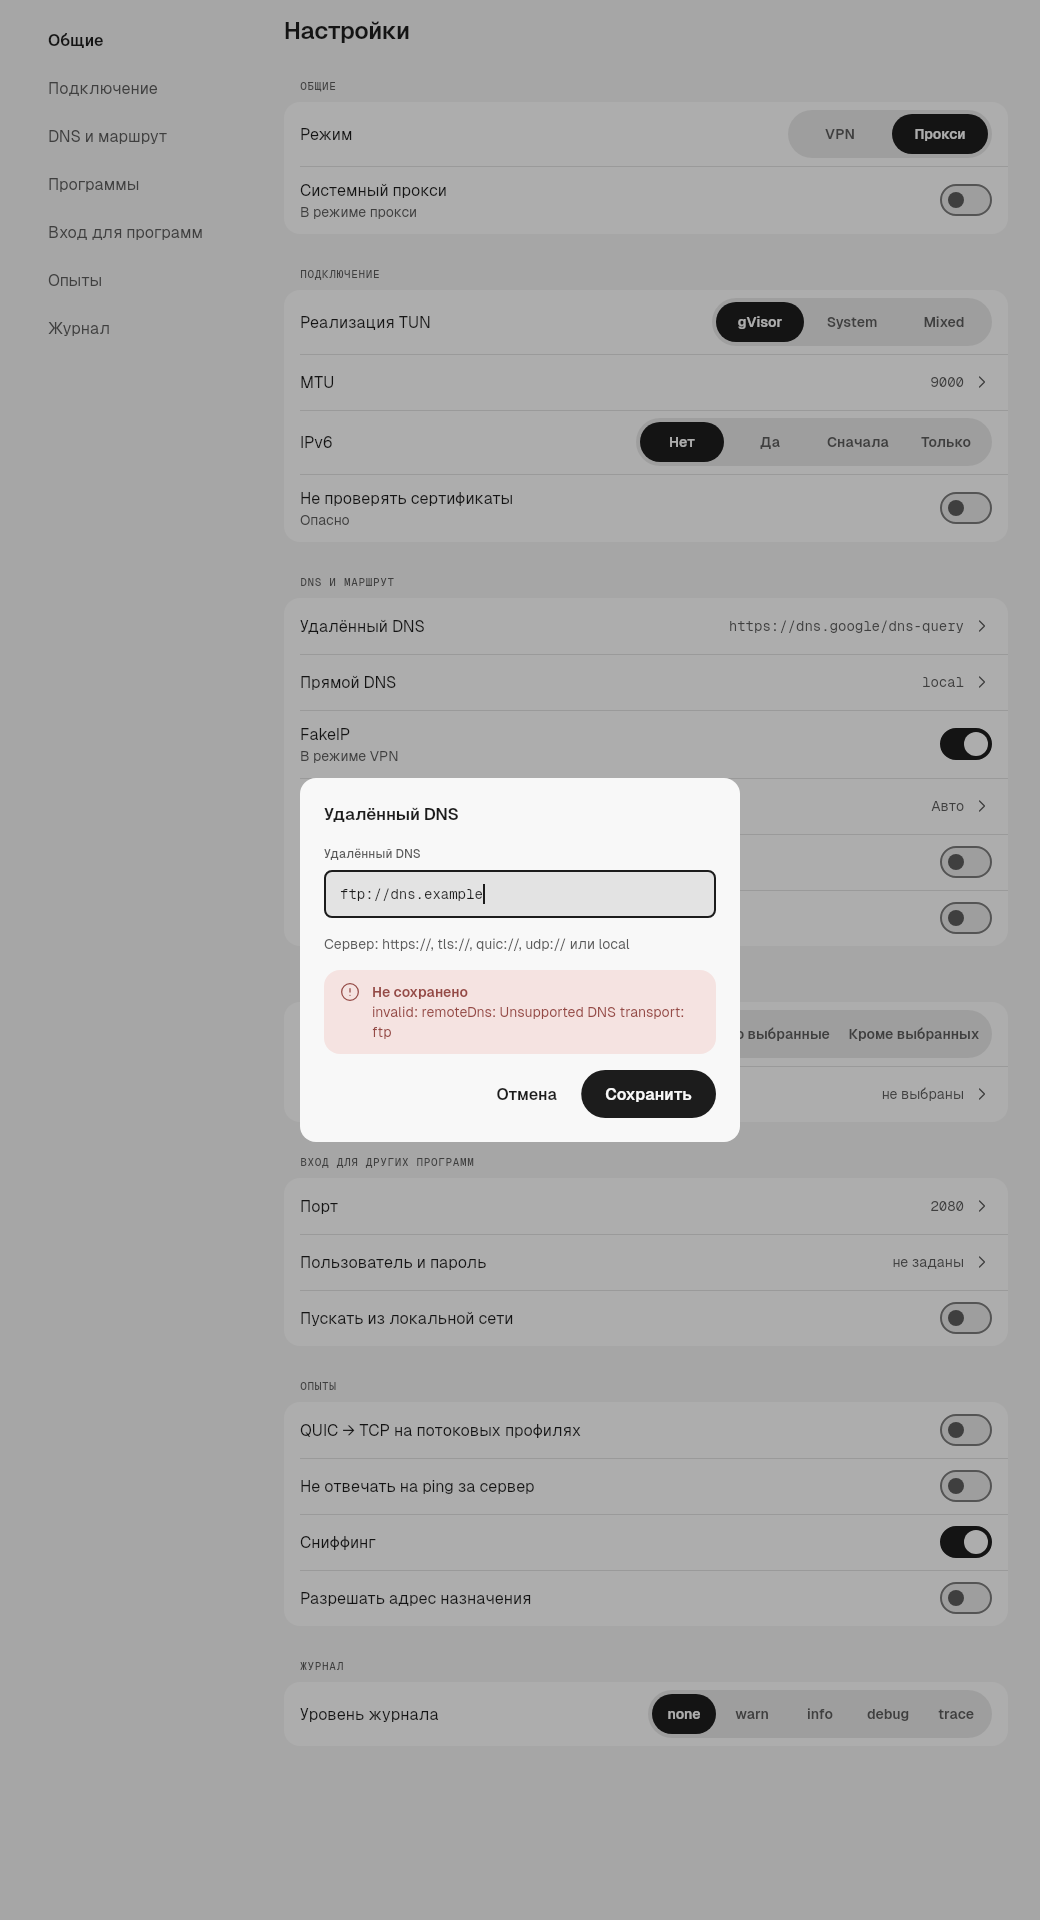 Общие
Подключение
DNS и маршрут
Программы
Вход для программ
Опыты
Журнал
Настройки
ОБЩИЕ
Режим
VPN Прокси
Системный прокси
В режиме прокси
ПОДКЛЮЧЕНИЕ
Реализация TUN
gVisor System Mixed
MTU
9000
IPv6
Нет Да Сначала Только
Не проверять сертификаты
Опасно
DNS И МАРШРУТ
Удалённый DNS
https://dns.google/dns-query
Прямой DNS
local
FakeIP
В режиме VPN
Авто
Удалённый DNS
Удалённый DNS
ftp://dns.example
Сервер: https://, tls://, quic://, udp:// или local
Не сохранено
invalid: remoteDns: Unsupported DNS transport:
ftp
Отмена Сохранить
выбранные Кроме выбранных
не выбраны
ВХОД ДЛЯ ДРУГИХ ПРОГРАММ
Порт
2080
Пользователь и пароль
не заданы
Пускать из локальной сети
ОПЫТЫ
QUIC → TCP на потоковых профилях
Не отвечать на ping за сервер
Сниффинг
Разрешать адрес назначения
ЖУРНАЛ
Уровень журнала
none warn info debug trace